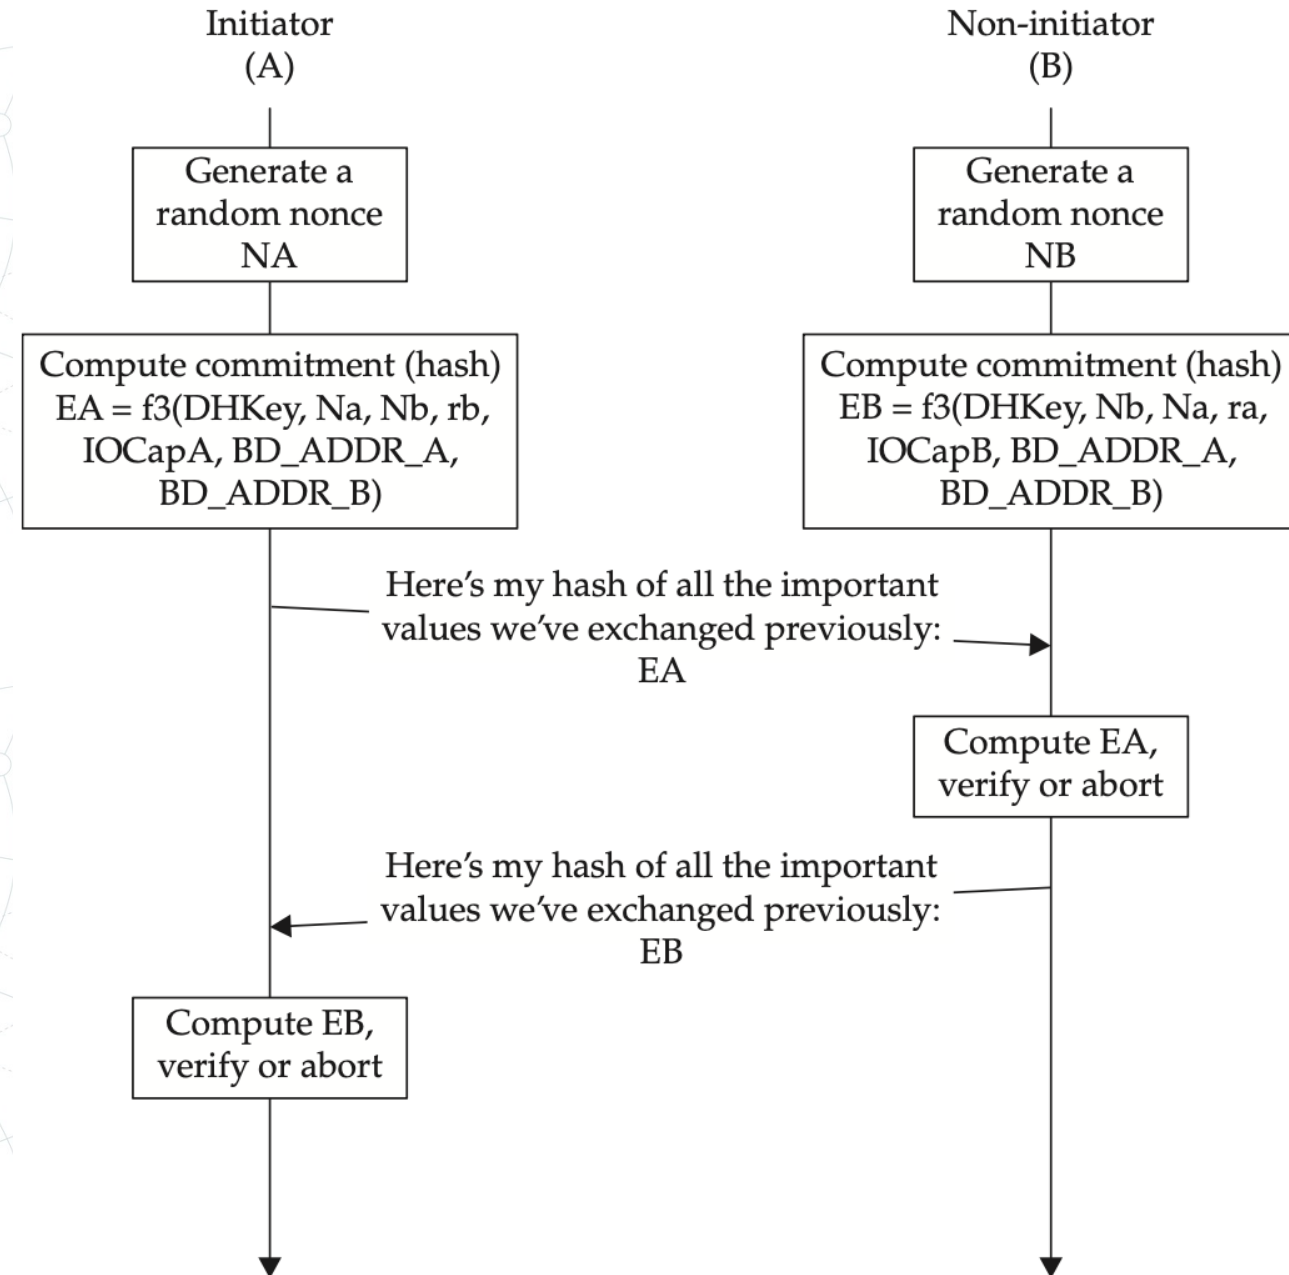 Initiator
(A)
Non-initiator
(B)
Generate a
random nonce
NA
Generate a
random nonce
NB
Compute commitment (hash)
EA = f3(DHKey, Na, Nb, rb,
IOCapA, BD_ADDR_A,
BD_ADDR_B)
Compute commitment (hash)
EB = f3(DHKey, Nb, Na, ra,
IOCapB, BD_ADDR_A,
BD_ADDR_B)
Here’s my hash of all the important
values we’ve exchanged previously:
EA
Compute EA,
verify or abort
Here’s my hash of all the important
values we’ve exchanged previously:
EB
Compute EB,
verify or abort